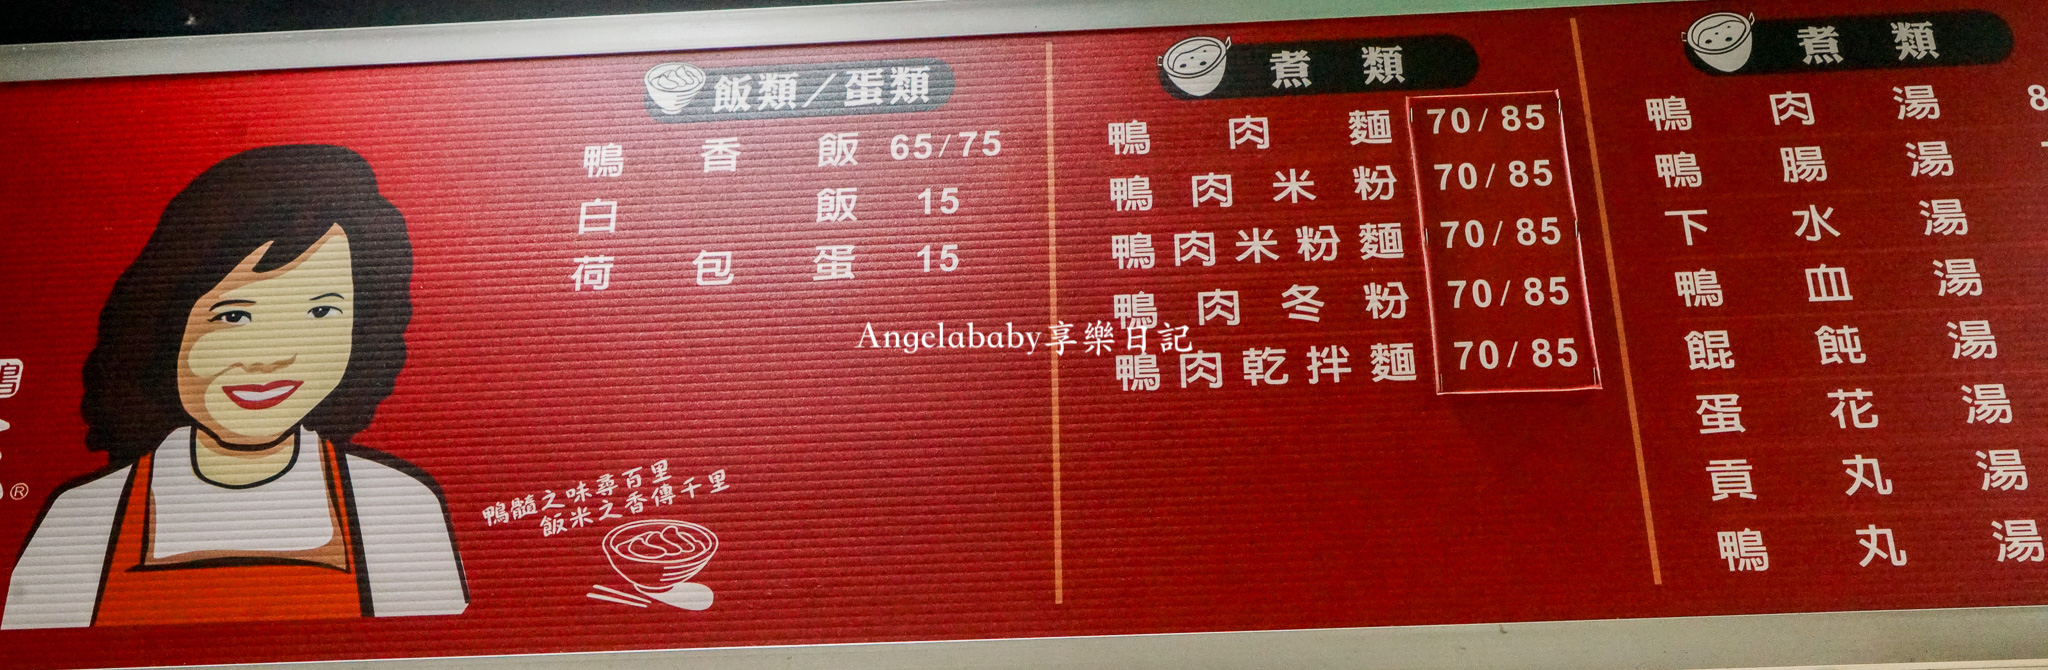 飯類／蛋類
鴨香飯 65/75
白飯 15
荷包蛋 15
鴨髓之味尋百里
飯米之香傳千里
煮類
鴨肉麵 70/85
鴨肉米粉 70/85
鴨肉米粉麵 70/85
鴨肉冬粉 70/85
鴨肉乾拌麵 70/85
煮類
鴨肉湯 8
鴨腸湯
下水湯
鴨血湯
餛飩湯
蛋花湯
貢丸湯
鴨丸湯
Angelababy享樂日記
鴨
®